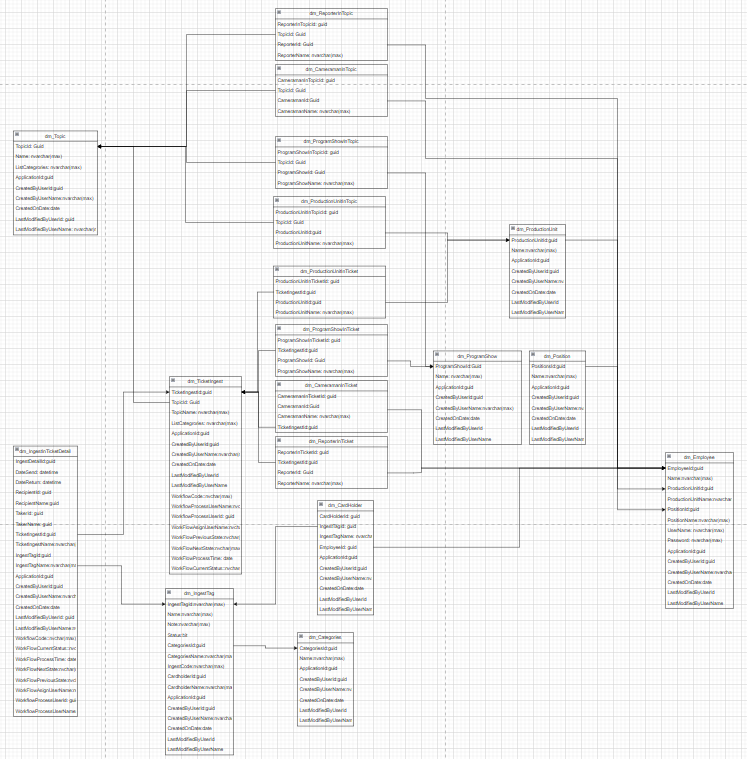 dm_ReporterInTopic
ReporterInTopicId: guid
TopicId: Guid
ReporterId: Guid
ReporterName: nvarchar(max)
dm_CameramanInTopic
CameramanInTopicId: guid
TopicId: Guid
CameramanId:Guid
CameramanName: nvarchar(max)
dm_Topic
TopicId: Guid
Name: nvarchar(max)
ListCategories: nvarchar(max)
ApplicationId:guid
CreatedByUserId:guid
CreatedByUserName:nvarchar(max)
CreatedOnDate:date
LastModifiedByUserId: guid
LastModifiedByUserName: nvarchar(
dm_ProgramShowInTopic
ProgramShowInTopicId: guid
TopicId: Guid
ProgramShowId: Guid
ProgramShowName: nvarchar(max)
dm_ProductionUnitInTopic
ProductionUnitInTopicId: guid
TopicId: Guid
ProductionUnitId:guid
ProductionUnitName: nvarchar(max)
dm_ProductionUnit
ProductionUnitId:guid
Name:nvarchar(max)
ApplicationId:guid
CreatedByUserId:guid
CreatedByUserName:nv
CreatedOnDate:date
LastModifiedByUserId
LastModifiedByUserNam
dm_ProductionUnitInTicket
ProductionUnitInTicketId: guid
TicketIngestId:guid
ProductionUnitId:guid
ProductionUnitName: nvarchar(max)
dm_ProgramShowInTicket
ProgramShowInTicketId: guid
TicketIngestId:guid
ProgramShowId: Guid
ProgramShowName: nvarchar(max)
dm_ProgramShow
ProgramShowId:Guid
Name: nvarchar(max)
ApplicationId:guid
CreatedByUserId:guid
CreatedByUserName:nvarchar(max)
CreatedOnDate:date
LastModifiedByUserId
LastModifiedByUserName
dm_Position
PositionId:guid
Name:nvarchar(max)
ApplicationId:guid
CreatedByUserId:guid
CreatedByUserName:nv
CreatedOnDate:date
LastModifiedByUserId
LastModifiedByUserNam
dm_TicketIngest
TicketIngestId:guid
TopicId: Guid
TopicName:nvarchar(max)
ListCategories: nvarchar(max)
ApplicationId:guid
CreatedByUserId:guid
CreatedByUserName:nvarchar(
CreatedOnDate:date
LastModifiedByUserId
LastModifiedByUserName
WorkflowCode:nvarchar(max)
WorkflowProcessUserName:nvc
WorkflowProcessUserId: guid
WorkFlowAsignUserName:nvcha
WorkFlowPreviousState:nvarch
WorkFlowNextState:nvarchar(max
WorkFlowProcessTime: date
WorkFlowCurrentStatus:nvchar
dm_CameramanInTicket
CameramanInTicketId: guid
CameramanId:Guid
CameramanName: nvarchar(max)
TicketIngestId:guid
dm_ReporterInTicket
ReporterInTicketId: guid
TicketIngestId:guid
ReporterId: Guid
ReporterName: nvarchar(max)
dm_IngestInTicketDetail
IngestDetailId:guid
DateSend: datetime
DateReturn: datetime
RecipientId: guid
RecipientName:guid
TakerId: guid
TakerName: guid
TicketIngestId:guid
TicketIngestName:nvarchar(
IngestTagId:guid
IngetTagName:nvarchar(m
ApplicationId:guid
CreatedByUserId:guid
CreatedByUserName:nvarch
CreatedOnDate:date
LastModifiedByUserId: guid
LastModifiedByUserName:n
WorkflowCode:nvchar(max)
WorkFlowCurrentStatus:nvc
WorkFlowProcessTime: date
WorkFlowNextState:nvchar(
WorkFlowPreviousState:nvc
WorkFlowAsignUserName:n
WorkflowProcessUserId: gui
WorkflowProcessUserName:
dm_Employee
EmployeeId:guid
Name:nvarchar(max)
ProductionUnitId:guid
ProductionUnitName:nvarchar
PositionId:guid
PositionName:nvarchar(max)
UserName: nvarchar(max)
Password: nvarchar(max)
ApplicationId:guid
CreatedByUserId:guid
CreatedByUserName:nvarcha
CreatedOnDate:date
LastModifiedByUserId
LastModifiedByUserName
dm_CardHolder
CardHolderId: guid
IngestTagId: guid
IngestTagName: nvarchar
EmployeeId: guid
ApplicationId:guid
CreatedByUserId:guid
CreatedByUserName:nv
CreatedOnDate:date
LastModifiedByUserId
LastModifiedByUserNam
dm_IngestTag
IngestTagId:nvarchar(max)
Name:nvarchar(max)
Note:nvarchar(max)
Status:bit
CategoriesId:guid
CategoriesName:nvarchar(ma
IngestCode:nvarchar(max)
CardholderId:guid
CardholderName:nvarchar(ma
ApplicationId:guid
CreatedByUserId:guid
CreatedByUserName:nvarcha
CreatedOnDate:date
LastModifiedByUserId
LastModifiedByUserName
dm_Categories
CategoriesId:guid
Name:nvarchar(max)
ApplicationId:guid
CreatedByUserId:guid
CreatedByUserName:nv
CreatedOnDate:date
LastModifiedByUserId
LastModifiedByUserNam